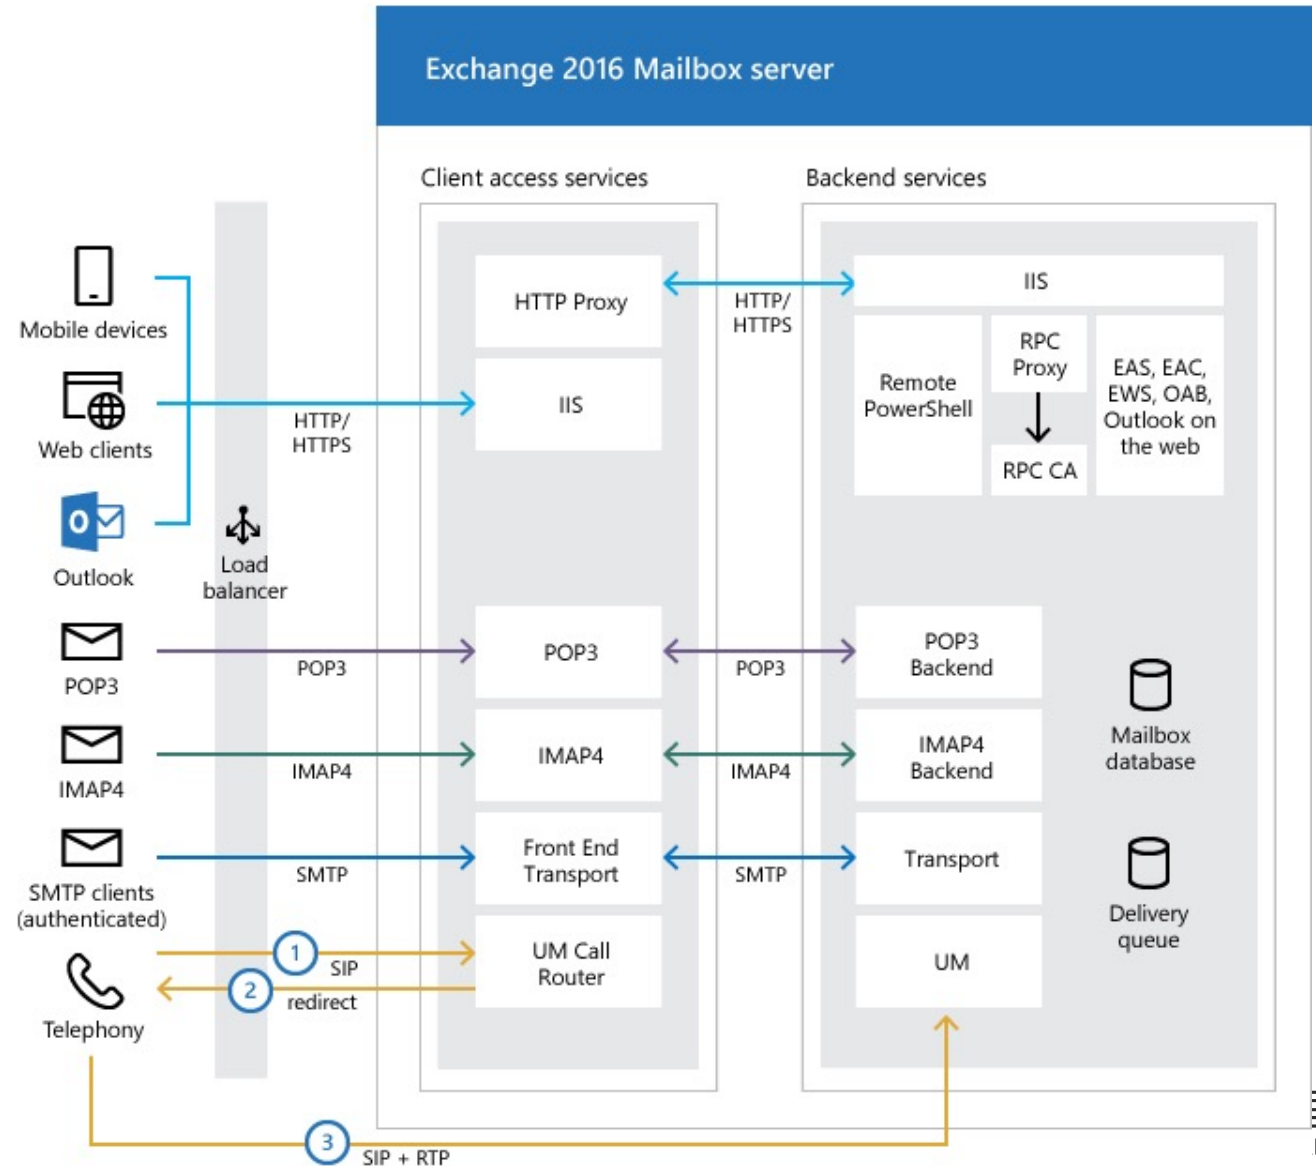 Exchange 2016 Mailbox server
Client access services
Backend services
Mobile devices
Web clients
O
Outlook
Load
balancer
POP3
IMAP4
SMTP clients
(authenticated)
Telephony
HTTP/
HTTPS
POP3
IMAP4
SMTP
1
SIP
2
redirect
3
SIP + RTP
HTTP Proxy
IIS
POP3
IMAP4
Front End
Transport
UM Call
Router
HTTP/
HTTPS
POP3
IMAP4
SMTP
IIS
Remote
PowerShell
RPC
Proxy
RPC CA
EAS, EAC,
EWS, OAB,
Outlook on
the web
POP3
Backend
IMAP4
Backend
Transport
UM
Mailbox
database
Delivery
queue